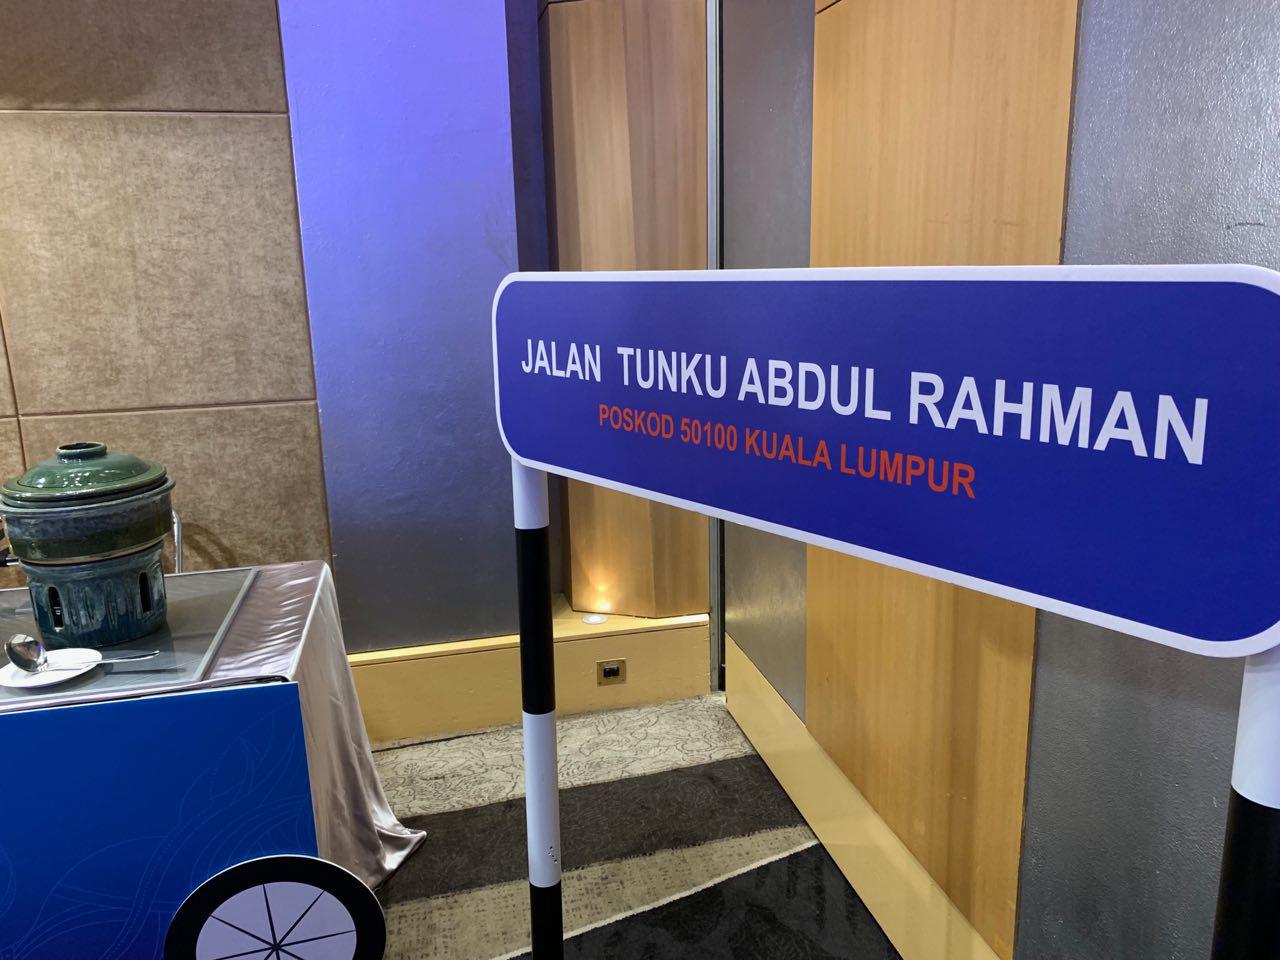 JALAN TUNKU ABDUL RAHMAN
POSKOD 50100 KUALA LUMPUR